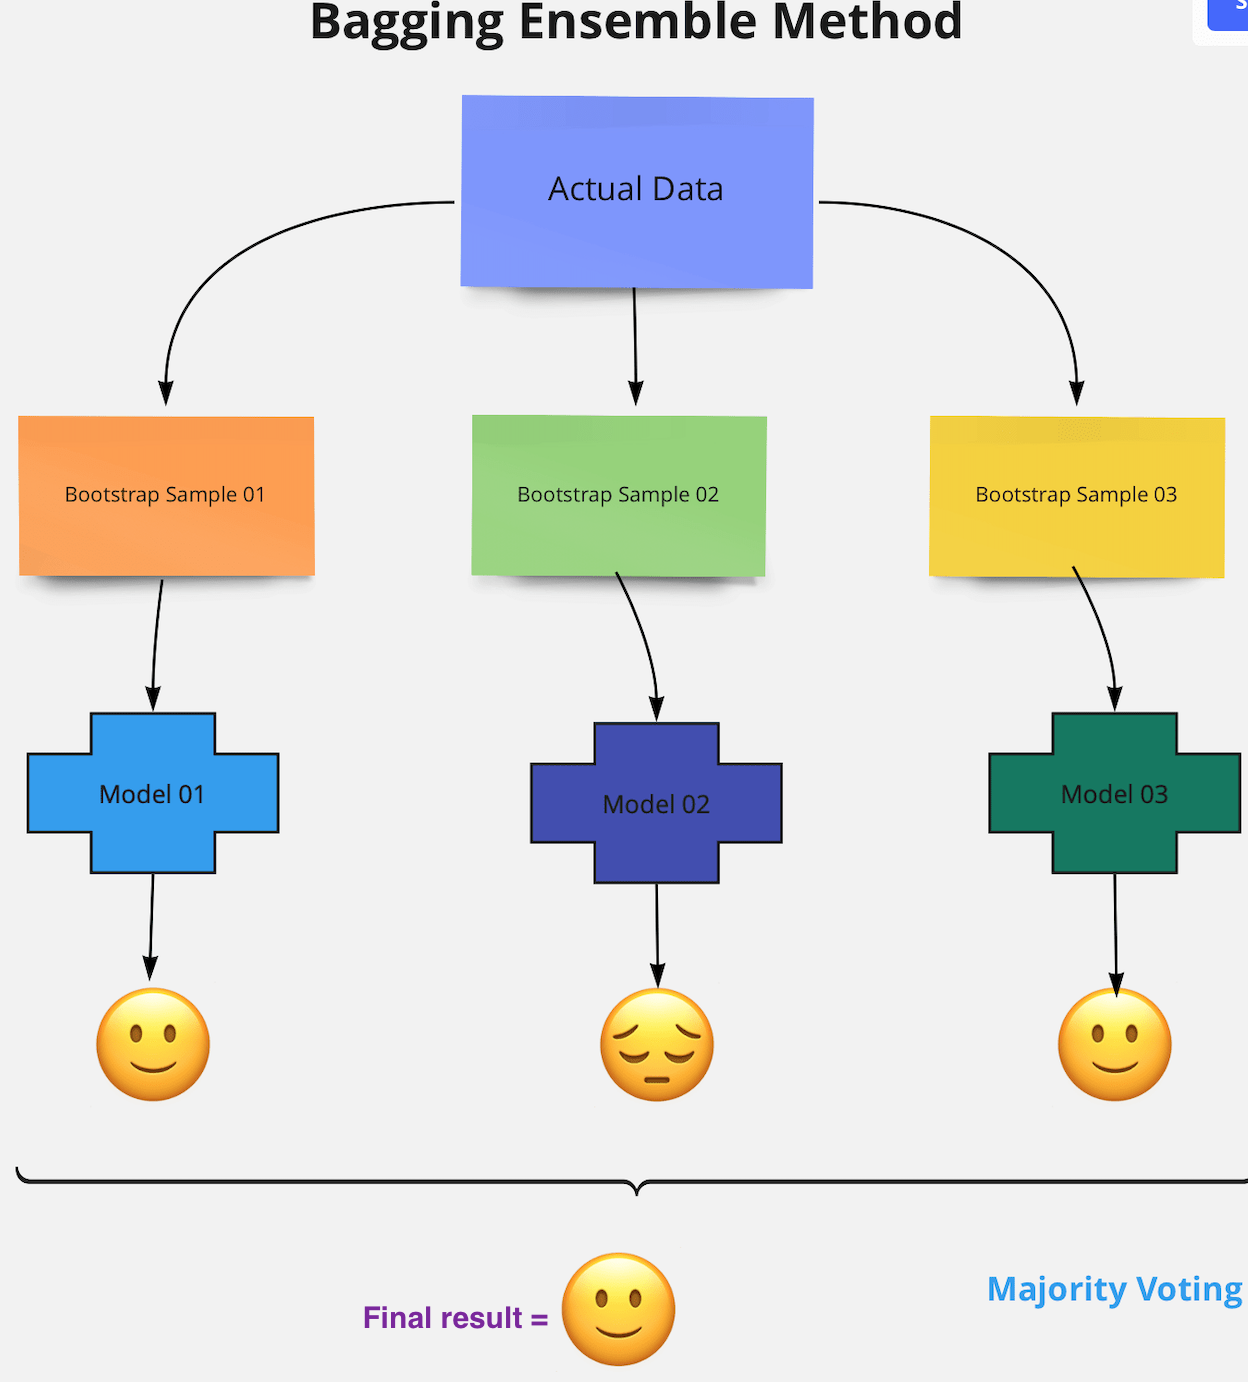 Bagging Ensemble Method
Actual Data
Bootstrap Sample 01
Bootstrap Sample 02
Bootstrap Sample 03
Model 01
Model 02
Model 03
Final result =
Majority Voting